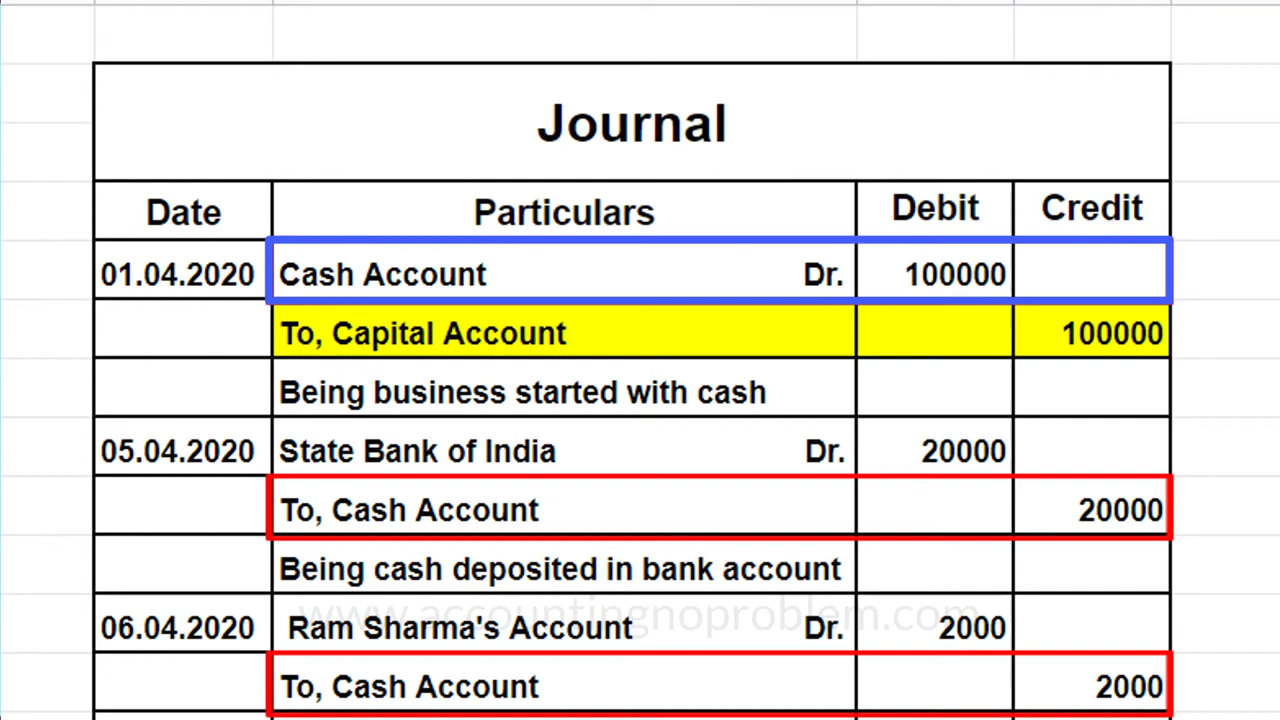 Journal
Date Particulars Debit Credit
01.04.2020 Cash Account Dr. 100000
To, Capital Account 100000
Being business started with cash
05.04.2020 State Bank of India Dr. 20000
To, Cash Account 20000
Being cash deposited in bank account
www.accountingnoproblem.com
06.04.2020 Ram Sharma's Account Dr. 2000
To, Cash Account 2000